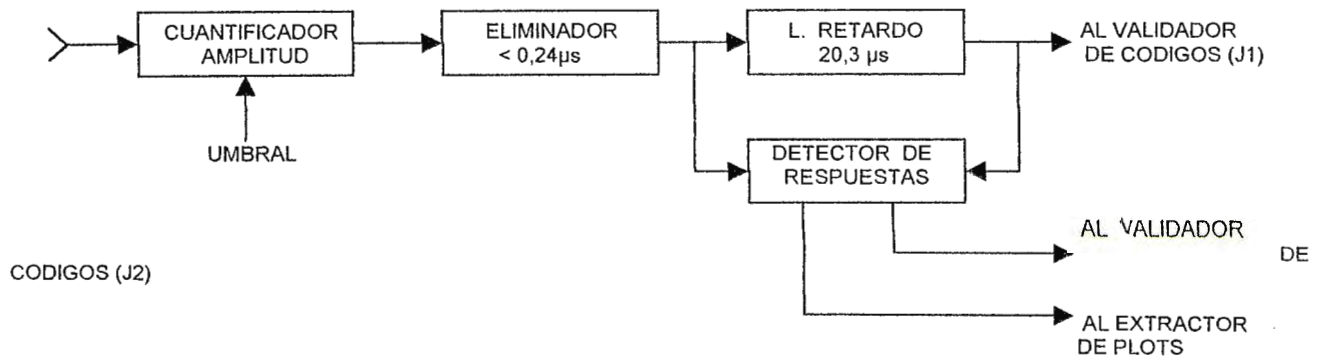 CUANTIFICADOR
AMPLITUD
ELIMINADOR
< 0,24µs
L. RETARDO
20,3 µs
AL VALIDADOR
DE CODIGOS (J1)
UMBRAL
DETECTOR DE
RESPUESTAS
AL VALIDADOR DE
CODIGOS (J2)
AL EXTRACTOR
DE PLOTS